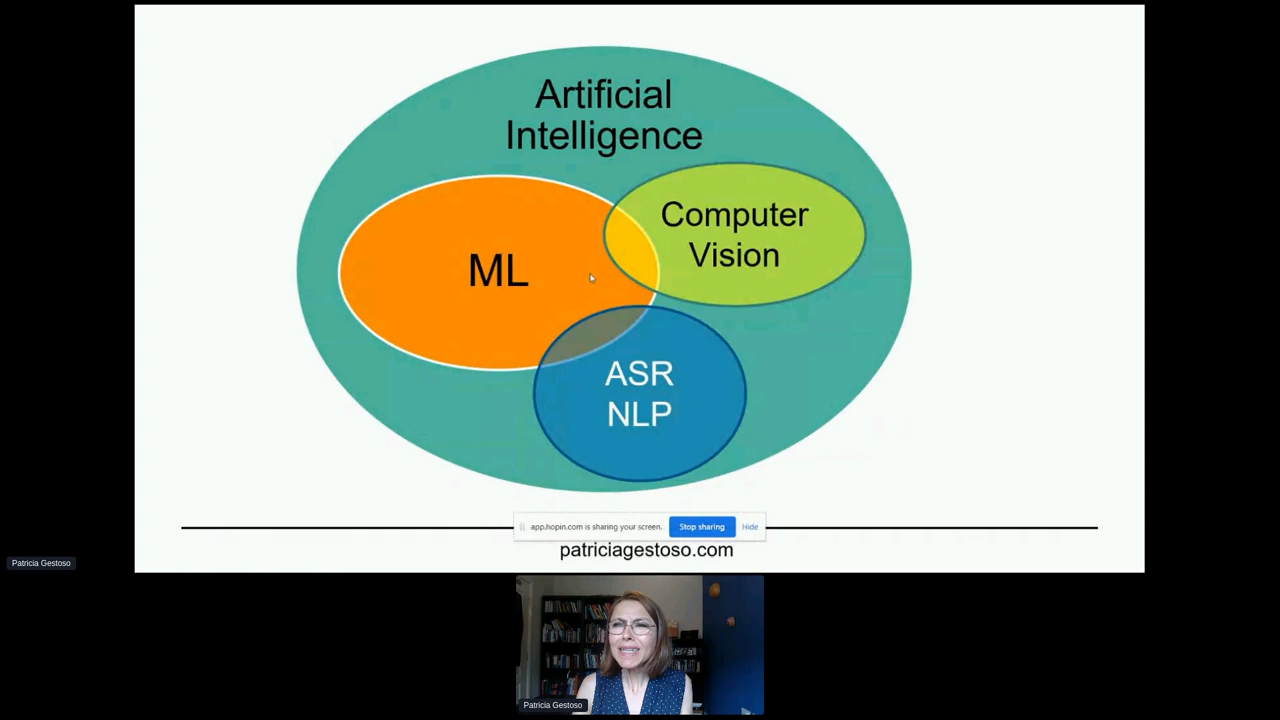 Artificial
Intelligence
Computer
Vision
ML
ASR
NLP
app.hopin.com is sharing your screen. Stop sharing Hide
patriciagestoso.com
Patricia Gestoso
Patricia Gestoso